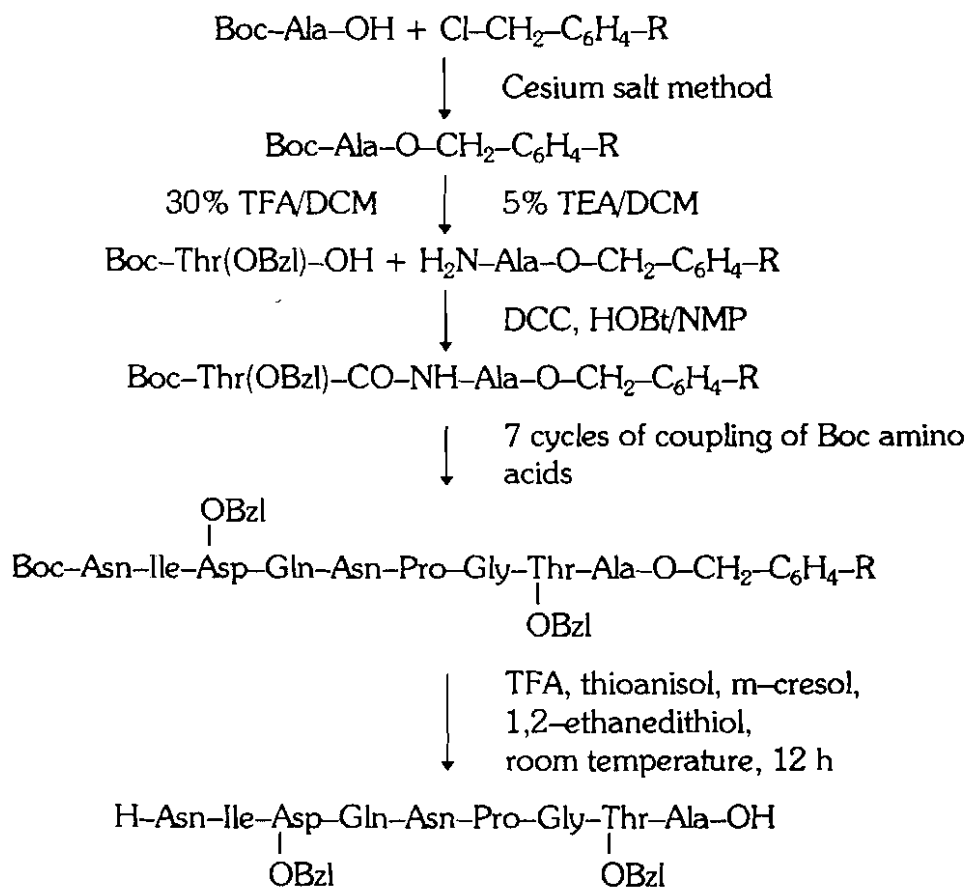 Boc–Ala–OH + Cl–CH₂–C₆H₄–R
Cesium salt method
Boc–Ala–O–CH₂–C₆H₄–R
30% TFA/DCM 5% TEA/DCM
Boc–Thr(OBzl)–OH + H₂N–Ala–O–CH₂–C₆H₄–R
DCC, HOBt/NMP
Boc–Thr(OBzl)–CO–NH–Ala–O–CH₂–C₆H₄–R
7 cycles of coupling of Boc amino
acids
OBzl
Boc–Asn–Ile–Asp–Gln–Asn–Pro–Gly–Thr–Ala–O–CH₂–C₆H₄–R
OBzl
TFA, thioanisol, m–cresol,
1,2–ethanedithiol,
room temperature, 12 h
H–Asn–Ile–Asp–Gln–Asn–Pro–Gly–Thr–Ala–OH
OBzl OBzl